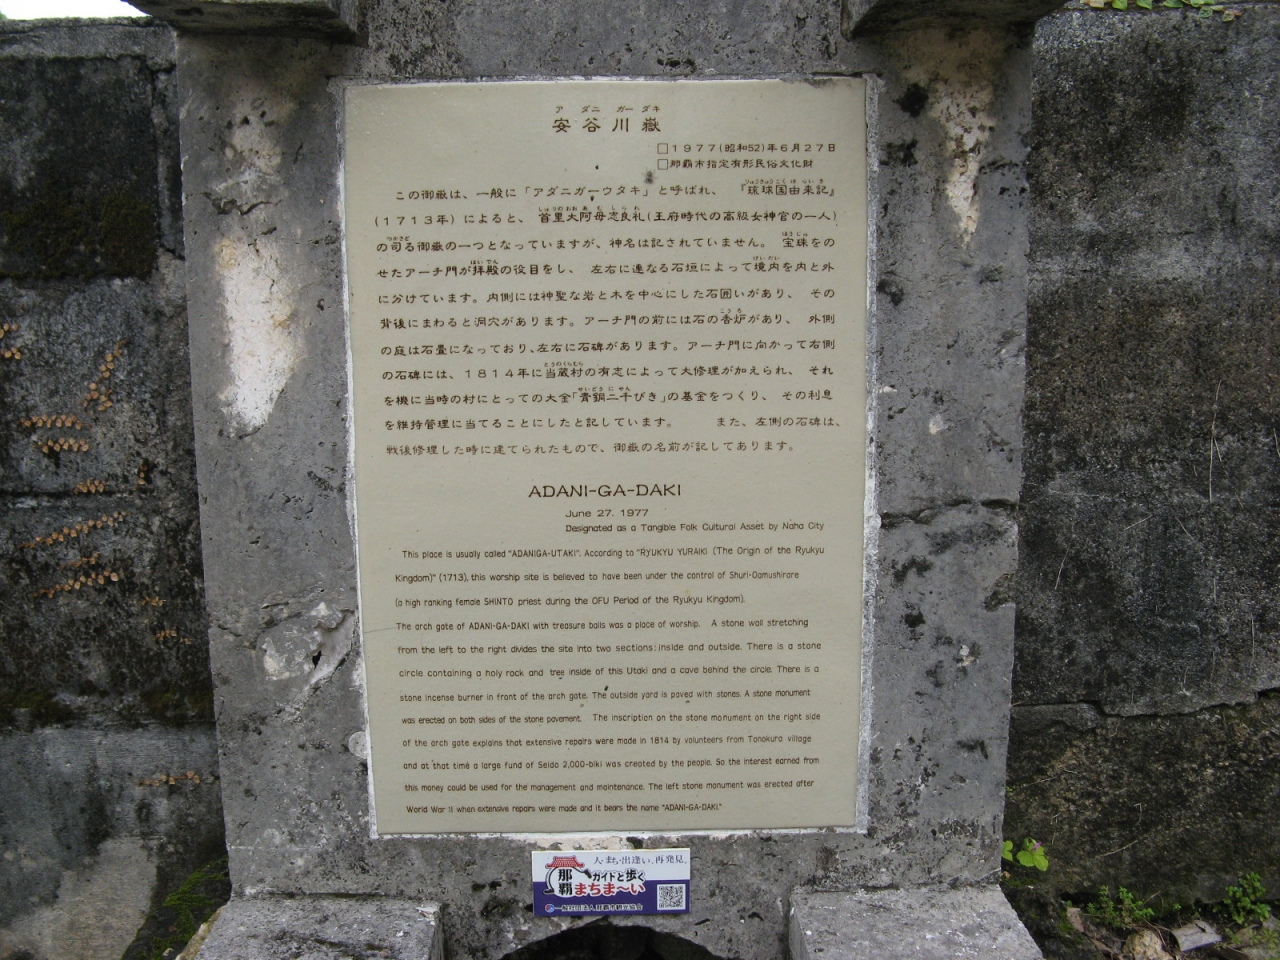 ア ダニ ガー ダキ
安谷川嶽
□1977(昭和52)年6月27日
□那覇市指定有形民俗文化財
この御嶽は、一般に「アダニガーウタキ」と呼ばれ、『琉球国由来記』
(1713年)によると、首里大阿母志良礼(王府時代の高級女神官の一人)
の司る御嶽の一つとなっていますが、神名は記されていません。宝珠をの
せたアーチ門が拝殿の役目をし、左右に連なる石垣によって境内を内と外
に分けています。内側には神聖な岩と木を中心にした石囲いがあり、その
背後にまわると洞穴があります。アーチ門の前には石の香炉があり、外側
の庭は石畳になっており、左右に石碑があります。アーチ門に向かって右側
の石碑には、1814年に当蔵村の有志によって大修理が加えられ、それ
を機に当時の村にとっての大金「青銅二千びき」の基金をつくり、その利息
を維持管理に当てることにしたと記しています。 また、左側の石碑は、
戦後修理した時に建てられたもので、御嶽の名前が記してあります。
ADANI-GA-DAKI
June 27. 1977
Designated as a Tangible Folk Cultural Asset by Naha City
This place is usually called "ADANIGA-UTAKI". According to "RYUKYU YURAIKI (The Origin of the Ryukyu
Kingdom)" (1713), this worship site is believed to have been under the control of Shuri-Oamushirare
(a high ranking female SHINTO priest during the OFU Period of the Ryukyu Kingdom).
The arch gate of ADANI-GA-DAKI with treasure balls was a place of worship. A stone wall stretching
from the left to the right divides the site into two sections: inside and outside. There is a stone
circle containing a holy rock and tree inside of this Utaki and a cave behind the circle. There is a
stone incense burner in front of the arch gate. The outside yard is paved with stones. A stone monument
was erected on both sides of the stone pavement. The inscription on the stone monument on the right side
of the arch gate explains that extensive repairs were made in 1814 by volunteers from Tonokura village
and at that time a large fund of Seido 2,000-biki was created by the people. So the interest earned from
this money could be used for the management and maintenance. The left stone monument was erected after
World War II when extensive repairs were made and it bears the name "ADANI-GA-DAKI."
人・まち・出逢い、再発見。
那覇 ガイドと歩く
まちま〜い
一般社団法人那覇市観光協会